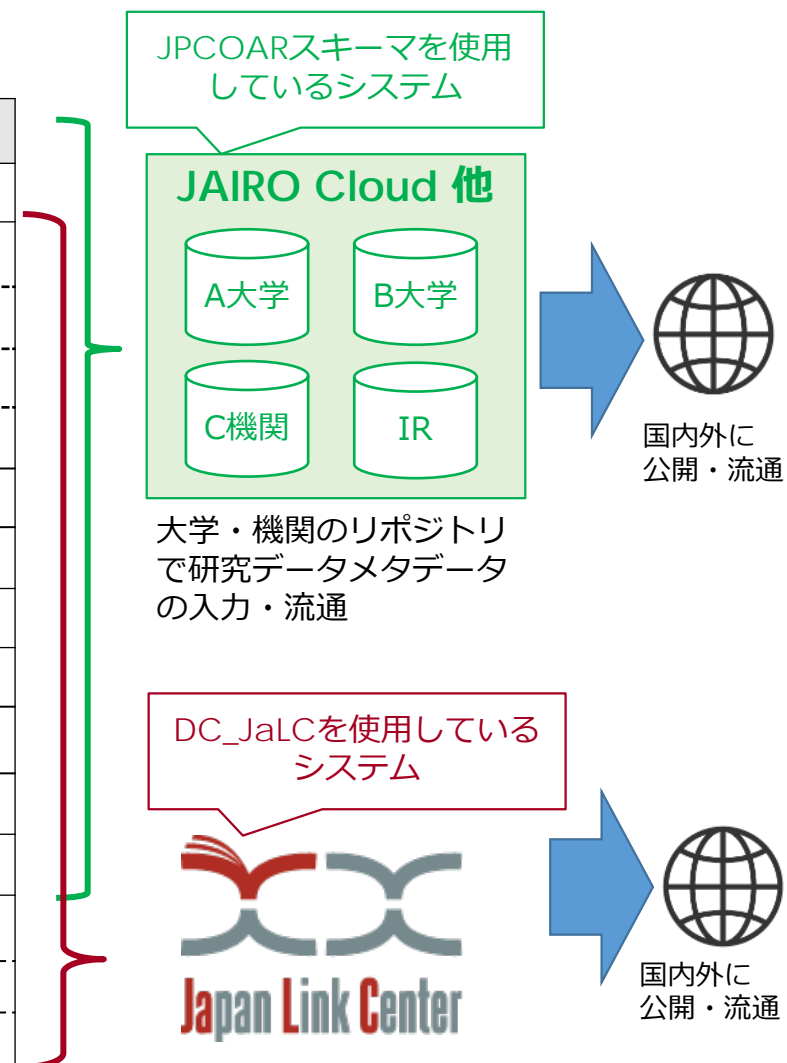 JPCOARスキーマを使用
しているシステム
JAIRO Cloud 他
A大学
B大学
C機関
IR
国内外に
公開・流通
大学・機関のリポジトリ
で研究データメタデータ
の入力・流通
DC_JaLCを使用している
システム
Japan Link Center
国内外に
公開・流通